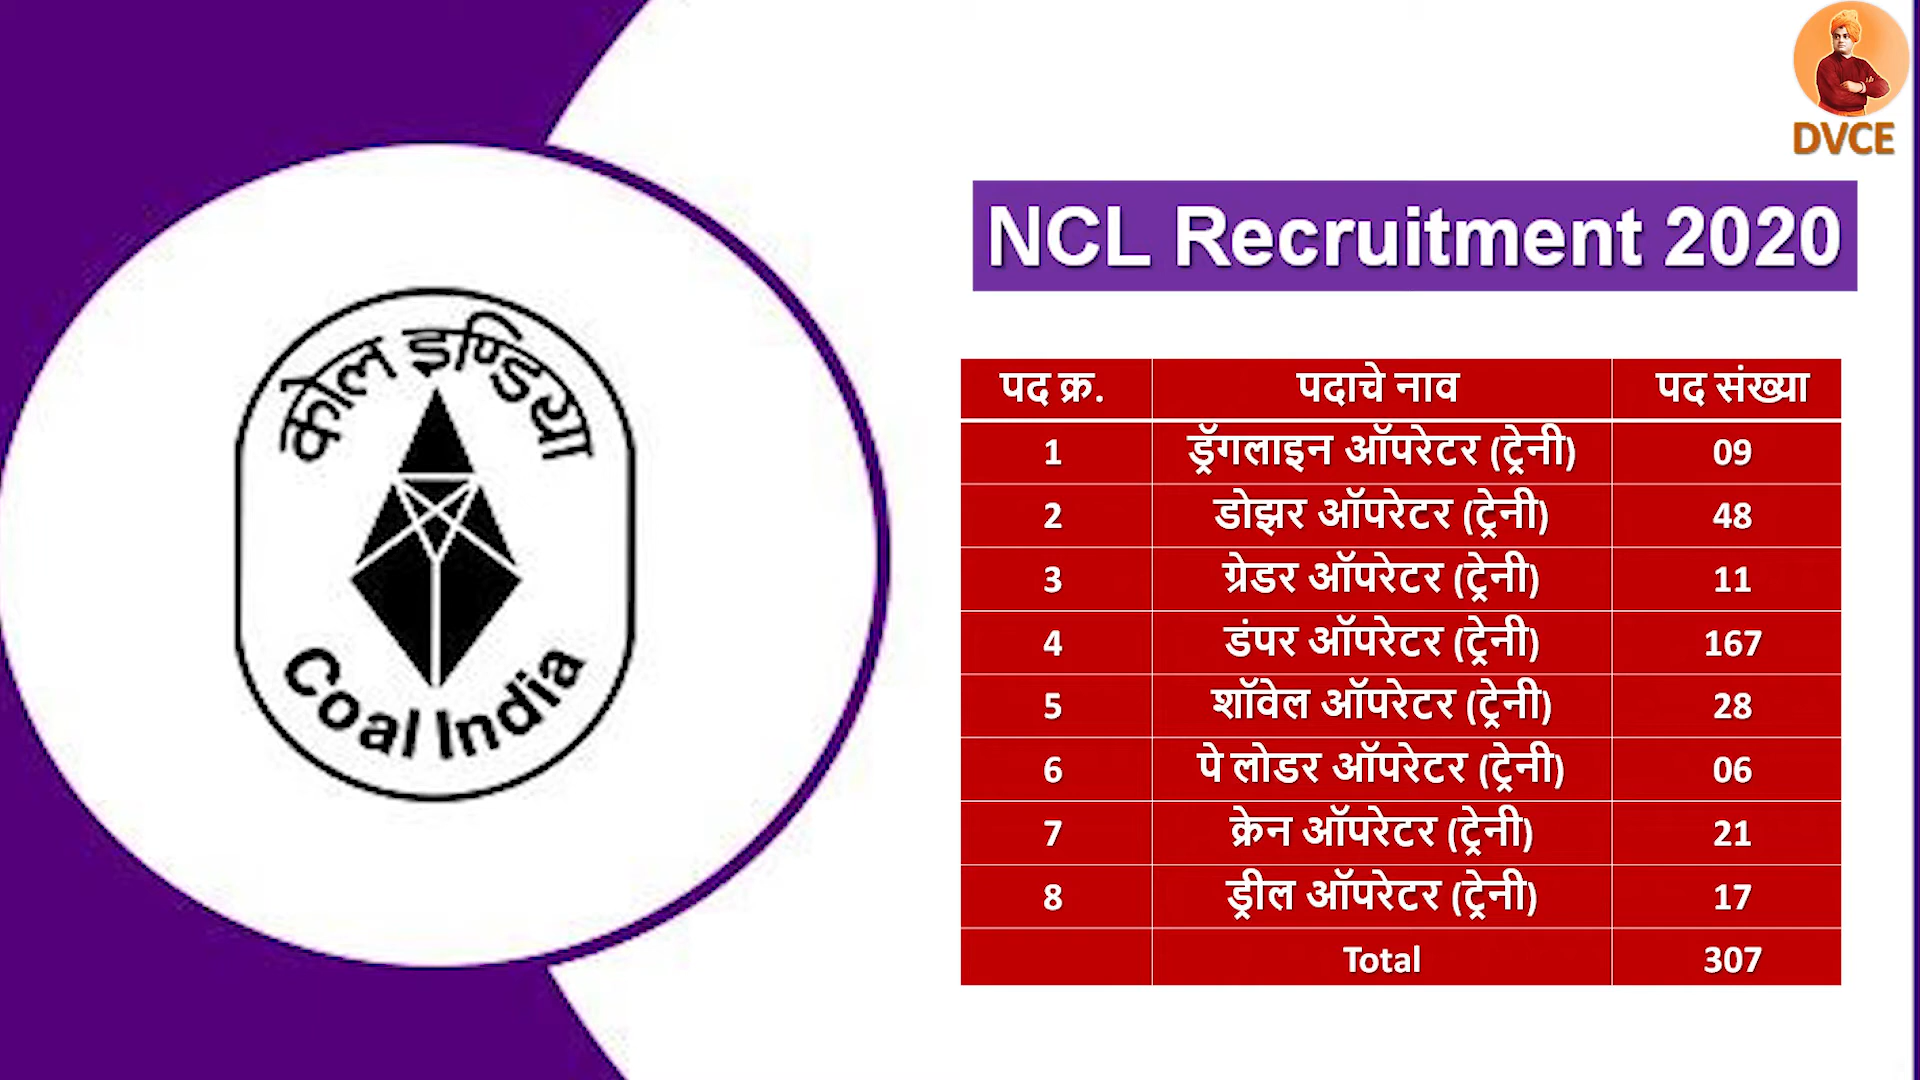 DVCE
NCL Recruitment 2020
कोल इण्डिया
Coal India
पद क्र. पदाचे नाव पद संख्या
1 ड्रॅगलाइन ऑपरेटर (ट्रेनी) 09
2 डोझर ऑपरेटर (ट्रेनी) 48
3 ग्रेडर ऑपरेटर (ट्रेनी) 11
4 डंपर ऑपरेटर (ट्रेनी) 167
5 शॉवेल ऑपरेटर (ट्रेनी) 28
6 पे लोडर ऑपरेटर (ट्रेनी) 06
7 क्रेन ऑपरेटर (ट्रेनी) 21
8 ड्रील ऑपरेटर (ट्रेनी) 17
Total 307